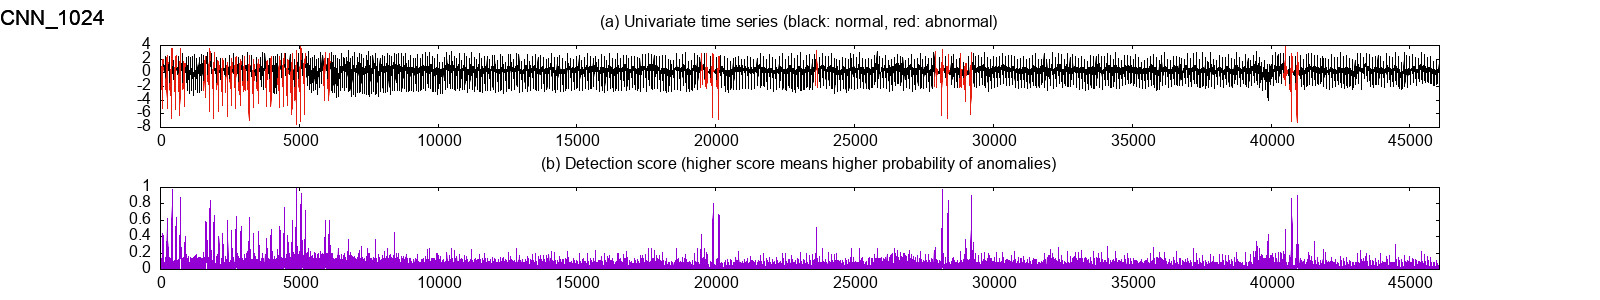 CNN_1024
(a) Univariate time series (black: normal, red: abnormal)
4
2
0
-2
-4
-6
-8
0 5000 10000 15000 20000 25000 30000 35000 40000 45000
(b) Detection score (higher score means higher probability of anomalies)
1
0.8
0.6
0.4
0.2
0
0 5000 10000 15000 20000 25000 30000 35000 40000 45000